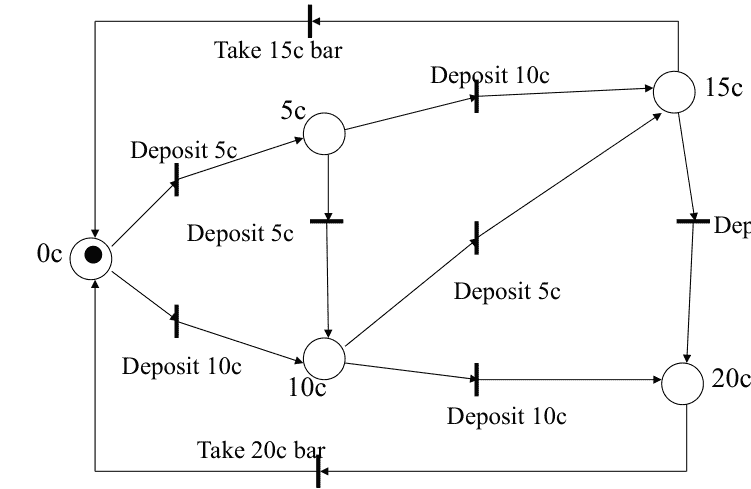 Take 15c bar
Deposit 10c
15c
5c
Deposit 5c
Deposit 5c
Dep
0c
Deposit 5c
Deposit 10c
10c
20c
Deposit 10c
Take 20c bar